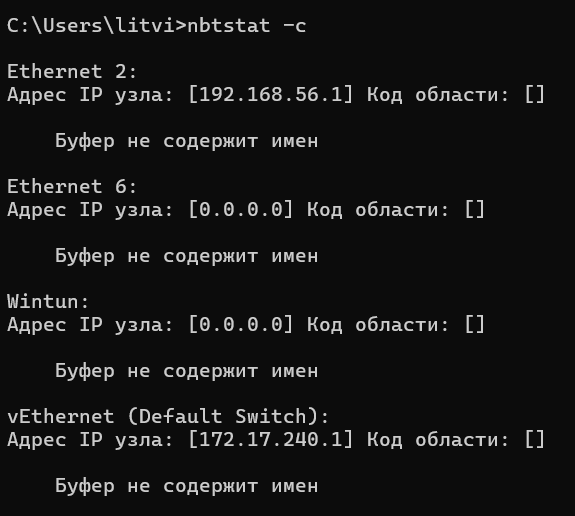 C:\Users\litvi>nbtstat -c
Ethernet 2:
Адрес IP узла: [192.168.56.1] Код области: []
Буфер не содержит имен
Ethernet 6:
Адрес IP узла: [0.0.0.0] Код области: []
Буфер не содержит имен
Wintun:
Адрес IP узла: [0.0.0.0] Код области: []
Буфер не содержит имен
vEthernet (Default Switch):
Адрес IP узла: [172.17.240.1] Код области: []
Буфер не содержит имен